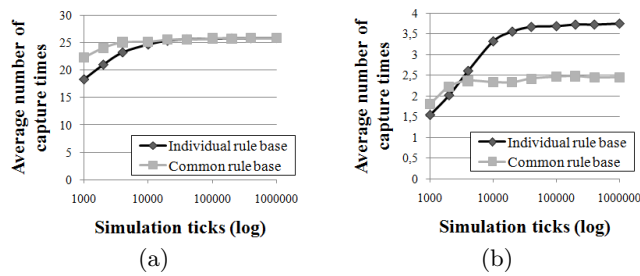 Average number of
capture times
30
25
20
15
10
5
0
1000
10000
100000
1000000
Individual rule base
Common rule base
Simulation ticks (log)
(a)
Average number of
capture times
4
3,5
3
2,5
2
1,5
1
0,5
0
1000
10000
100000
1000000
Individual rule base
Common rule base
Simulation ticks (log)
(b)